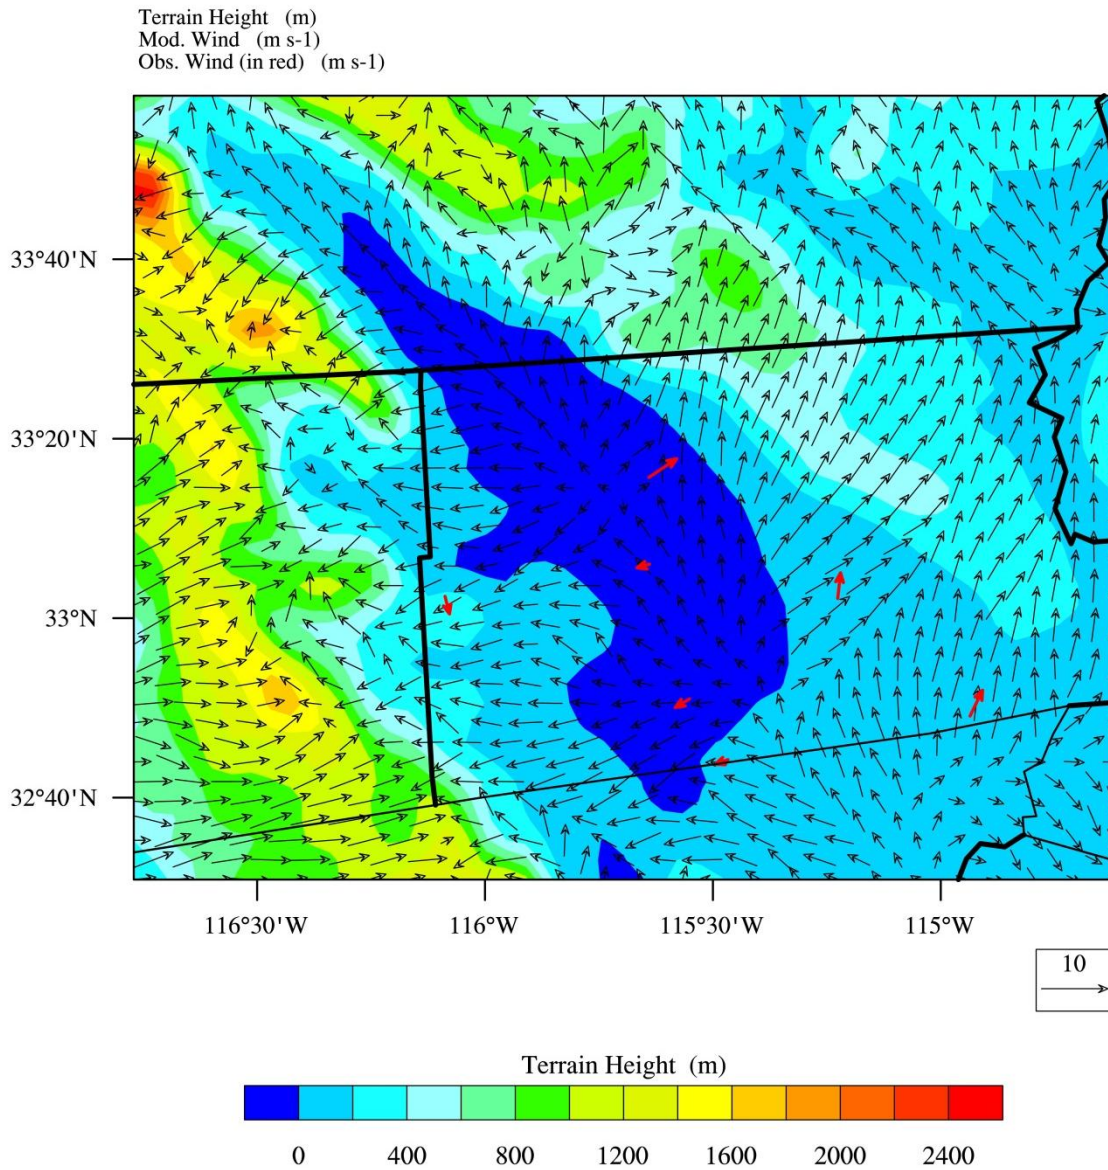 Terrain Height (m)
Mod. Wind (m s-1)
Obs. Wind (in red) (m s-1)
33°40'N
33°20'N
33°N
32°40'N
116°30'W 116°W 115°30'W 115°W
10
Terrain Height (m)
0 400 800 1200 1600 2000 2400